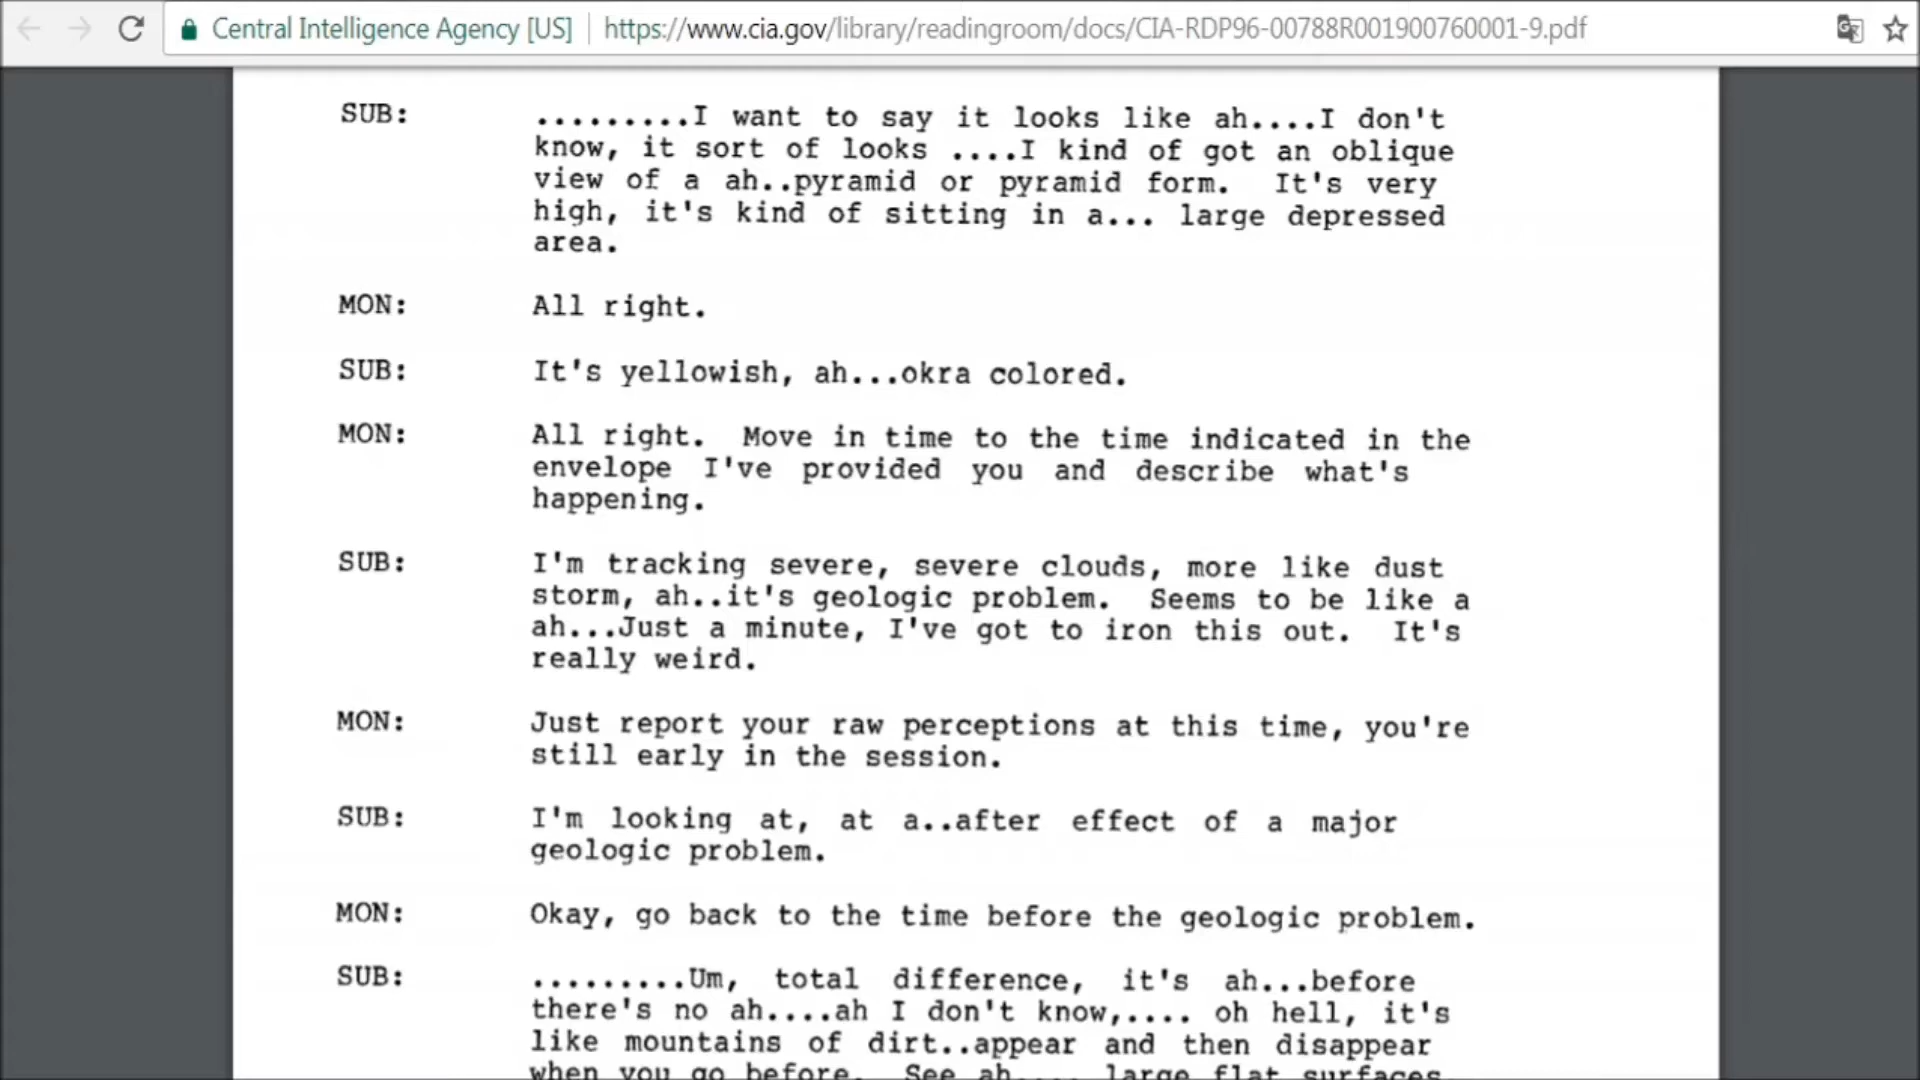 Central Intelligence Agency [US] https://www.cia.gov/library/readingroom/docs/CIA-RDP96-00788R001900760001-9.pdf
SUB: .........I want to say it looks like ah....I don't
know, it sort of looks ....I kind of got an oblique
view of a ah..pyramid or pyramid form. It's very
high, it's kind of sitting in a... large depressed
area.
MON: All right.
SUB: It's yellowish, ah...okra colored.
MON: All right. Move in time to the time indicated in the
envelope I've provided you and describe what's
happening.
SUB: I'm tracking severe, severe clouds, more like dust
storm, ah..it's geologic problem. Seems to be like a
ah...Just a minute, I've got to iron this out. It's
really weird.
MON: Just report your raw perceptions at this time, you're
still early in the session.
SUB: I'm looking at, at a..after effect of a major
geologic problem.
MON: Okay, go back to the time before the geologic problem.
SUB: .........Um, total difference, it's ah...before
there's no ah....ah I don't know,.... oh hell, it's
like mountains of dirt..appear and then disappear
when you go before. See ah.... large flat surfaces